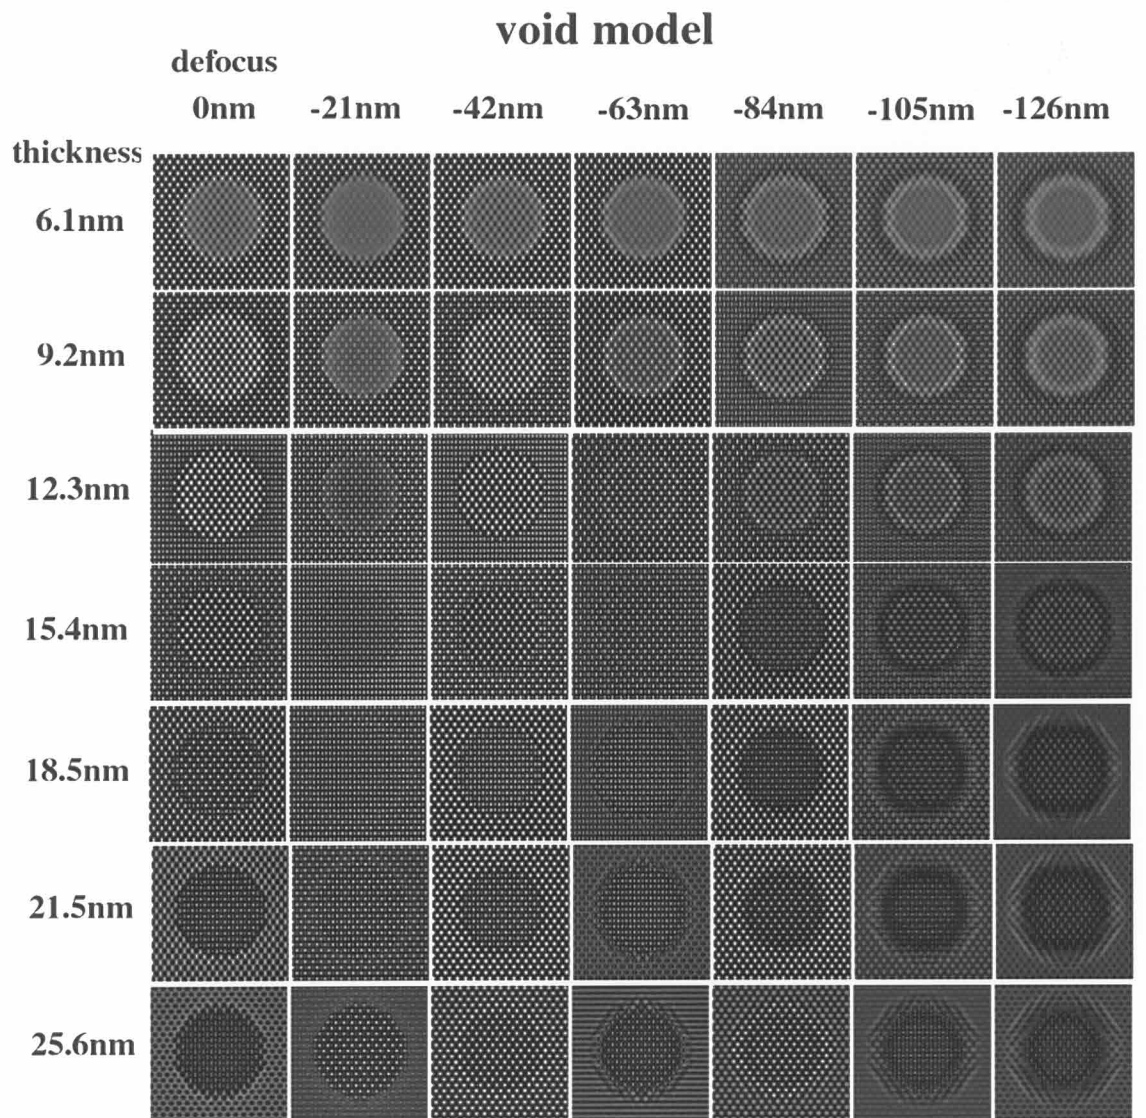 void model
defocus
0nm -21nm -42nm -63nm -84nm -105nm -126nm
thickness
6.1nm
9.2nm
12.3nm
15.4nm
18.5nm
21.5nm
25.6nm